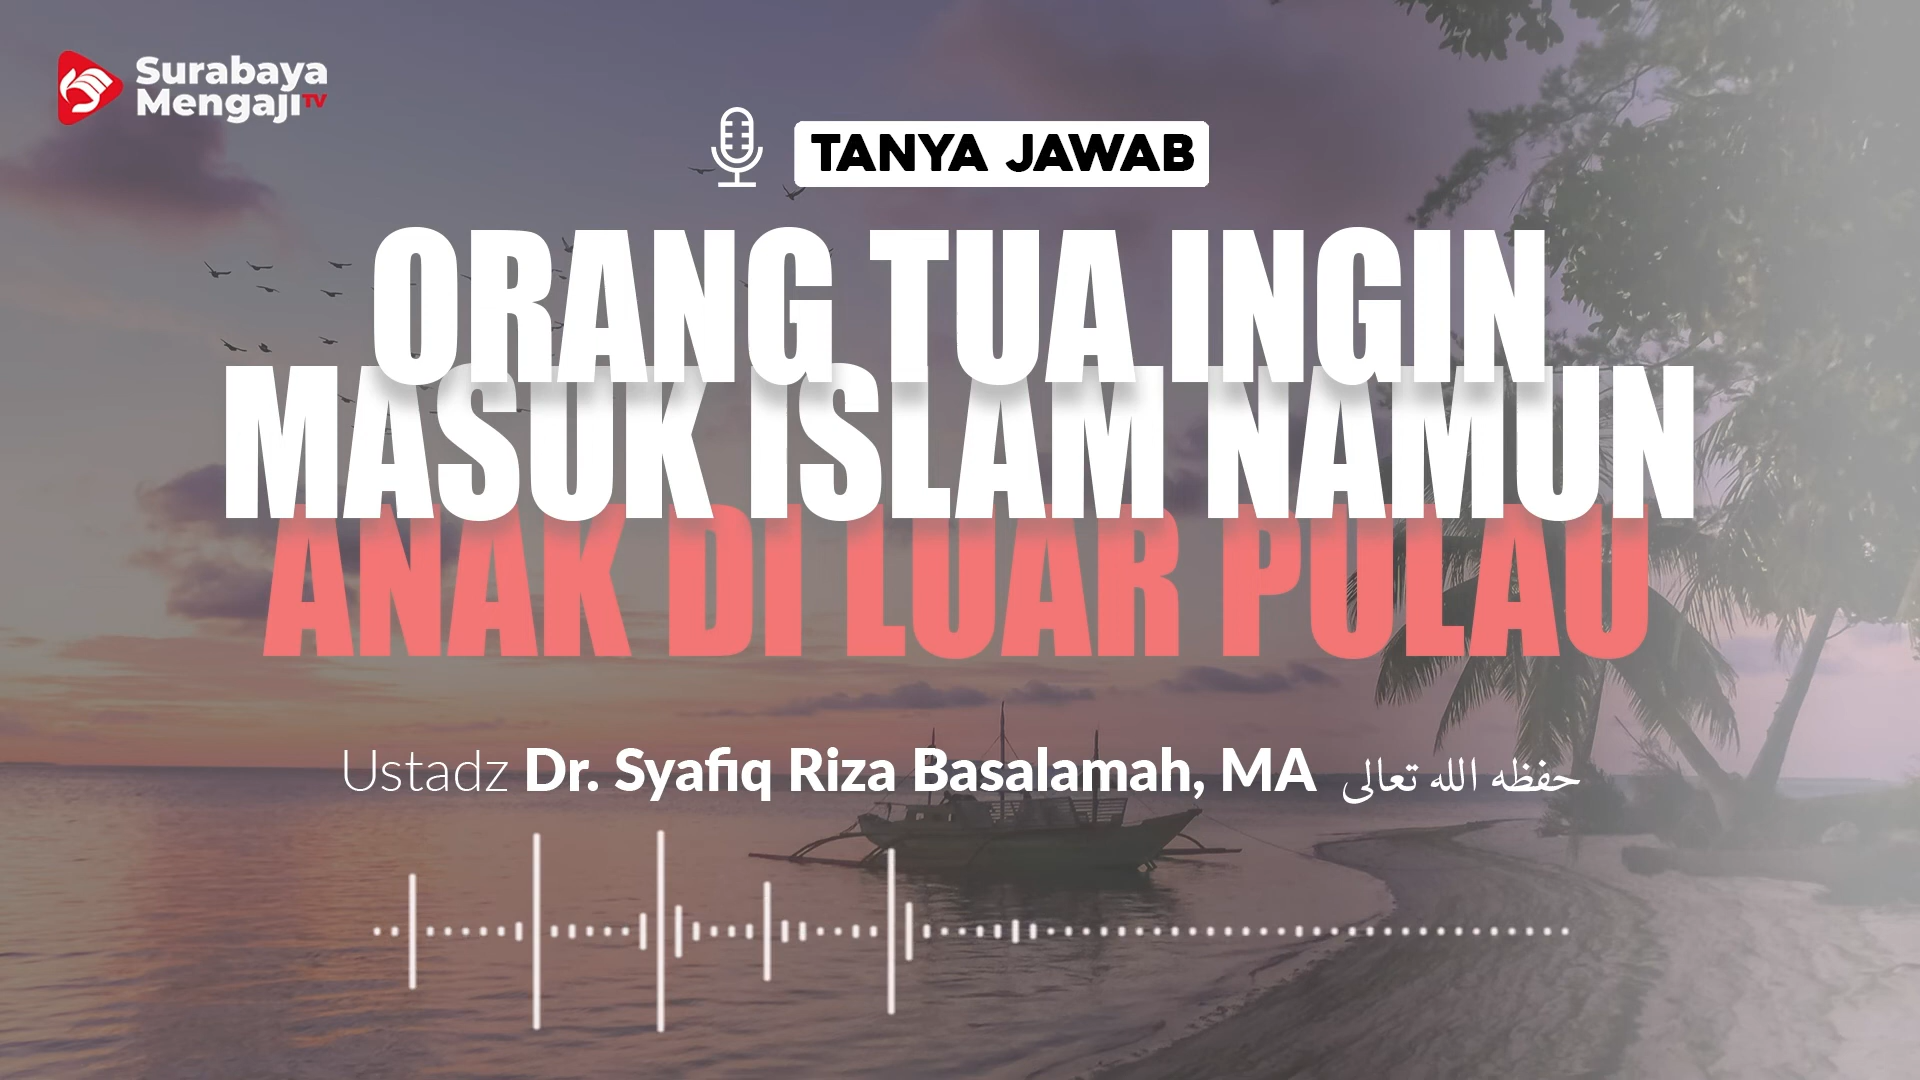 Surabaya
MengajiTV
TANYA JAWAB
ORANG TUA INGIN
MASUK ISLAM NAMUN
ANAK DI LUAR PULAU
Ustadz Dr. Syafiq Riza Basalamah, MA حفظه الله تعالى